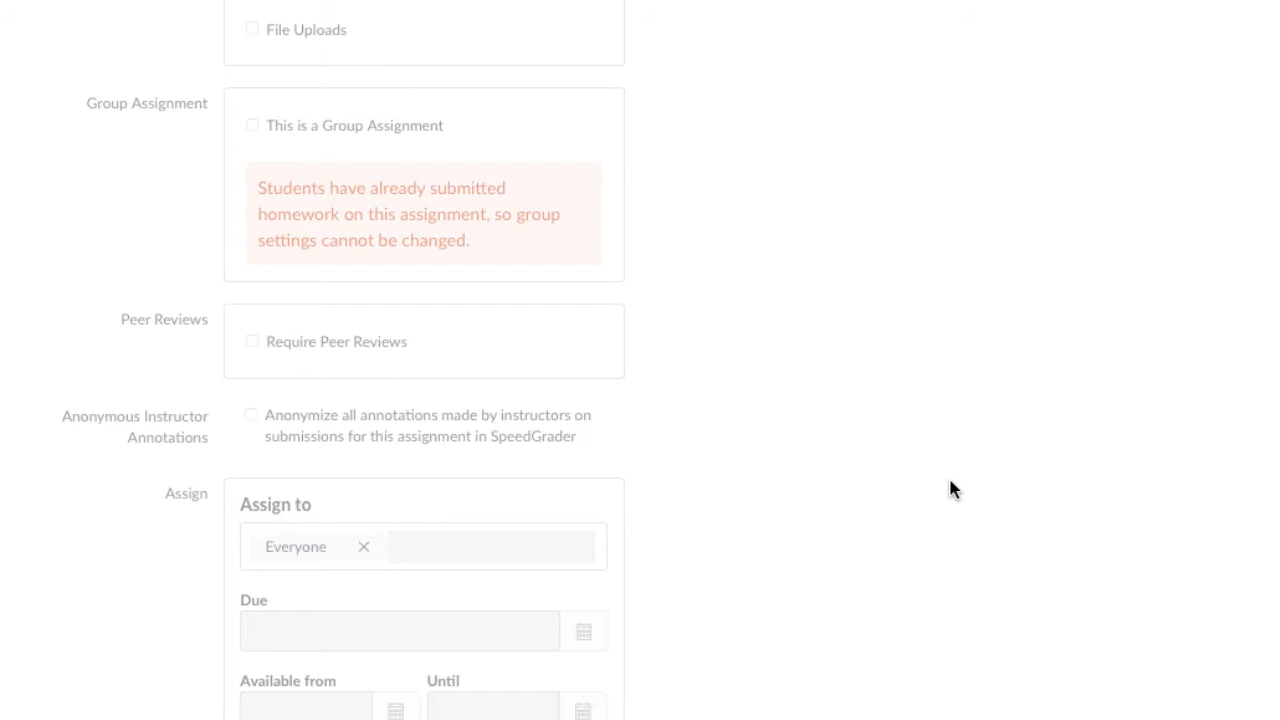 File Uploads
Group Assignment
This is a Group Assignment
Students have already submitted
homework on this assignment, so group
settings cannot be changed.
Peer Reviews
Require Peer Reviews
Anonymous Instructor
Annotations
Anonymize all annotations made by instructors on
submissions for this assignment in SpeedGrader
Assign
Assign to
Everyone
Due
Available from
Until